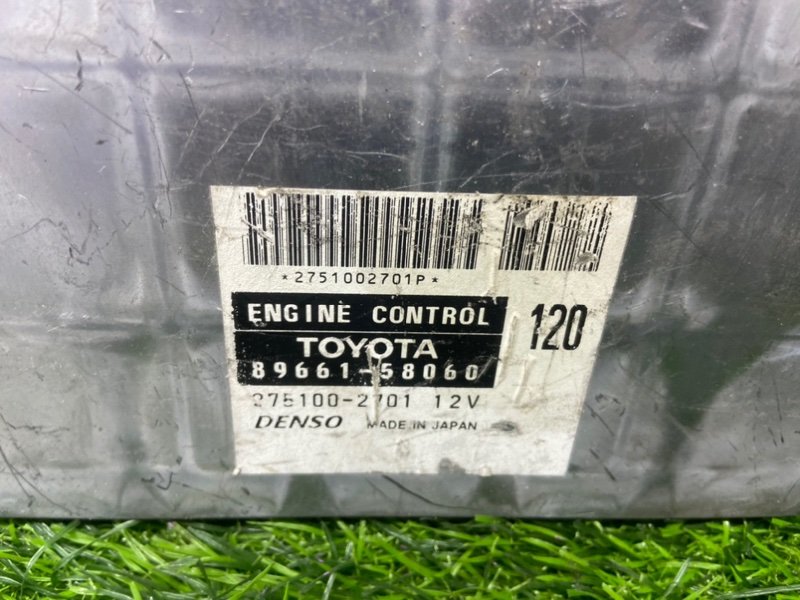 *2751002701P*
ENGINE CONTROL
120
TOYOTA
89661-58060
275100-2701 12V
DENSO MADE IN JAPAN